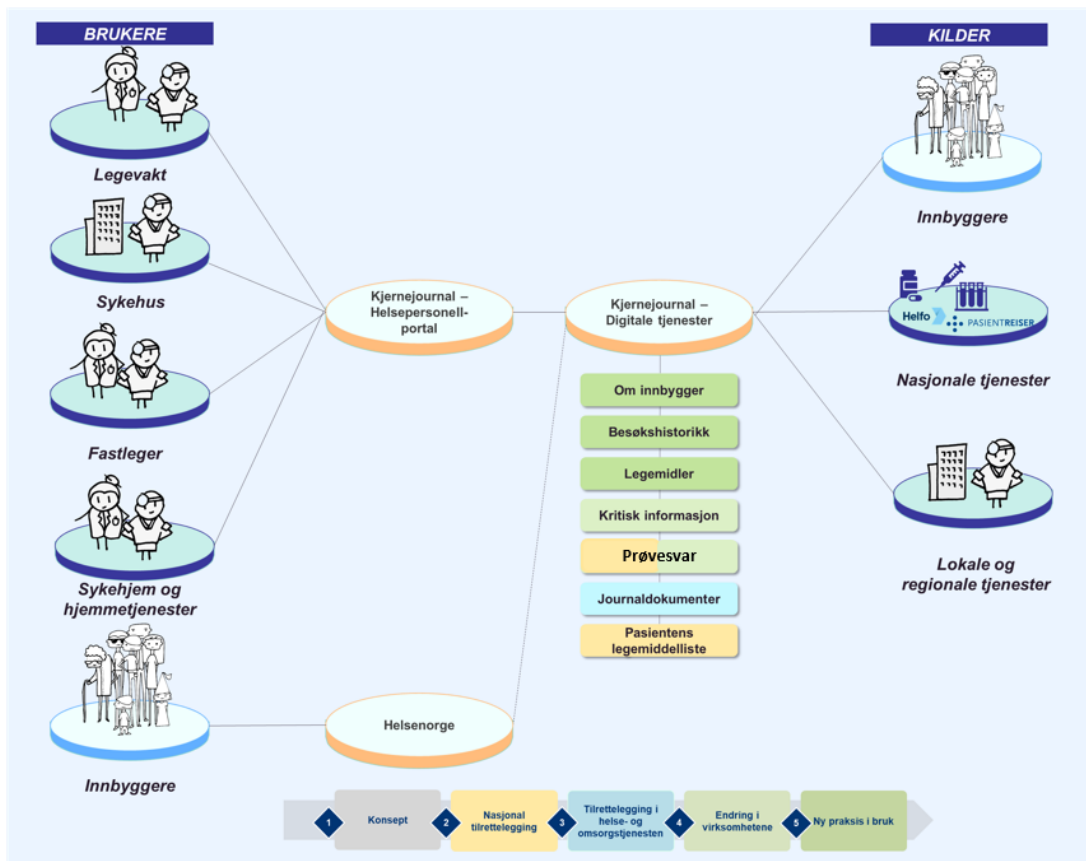 BRUKERE
Legevakt
Sykehus
Fastleger
Sykehjem og
hjemmetjenester
Innbyggere
Kjernejournal –
Helsepersonell-
portal
Helsenorge
Kjernejournal –
Digitale tjenester
Om innbygger
Besøkshistorikk
Legemidler
Kritisk informasjon
Prøvesvar
Journaldokumenter
Pasientens
legemiddelliste
KILDER
Innbyggere
Helfo
PASIENTREISER
Nasjonale tjenester
Lokale og
regionale tjenester
1
Konsept
2
Nasjonal
tilrettelegging
3
Tilrettelegging i
helse- og
omsorgstjenesten
4
Endring i
virksomhetene
5
Ny praksis i bruk